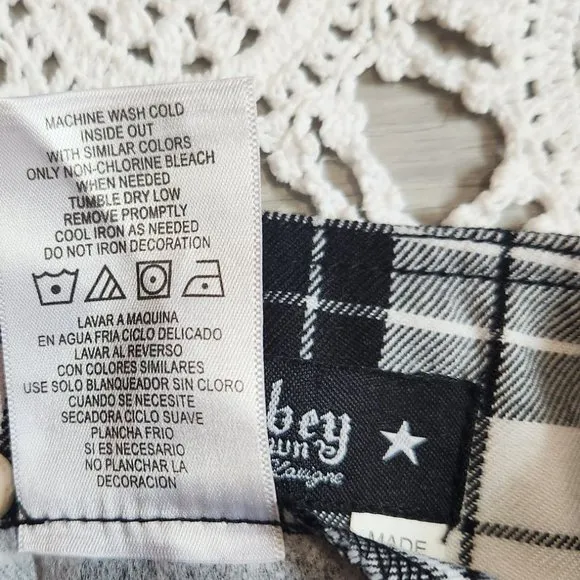 MACHINE WASH COLD
INSIDE OUT
WITH SIMILAR COLORS
ONLY NON-CHLORINE BLEACH
WHEN NEEDED
TUMBLE DRY LOW
REMOVE PROMPTLY
COOL IRON AS NEEDED
DO NOT IRON DECORATION
LAVAR A MAQUINA
EN AGUA FRIA CICLO DELICADO
LAVAR AL REVERSO
CON COLORES SIMILARES
USE SOLO BLANQUEADOR SIN CLORO
CUANDO SE NECESITE
SECADORA CICLO SUAVE
PLANCHA FRIO
SI ES NECESARIO
NO PLANCHAR LA
DECORACION
bey
wn
MADE